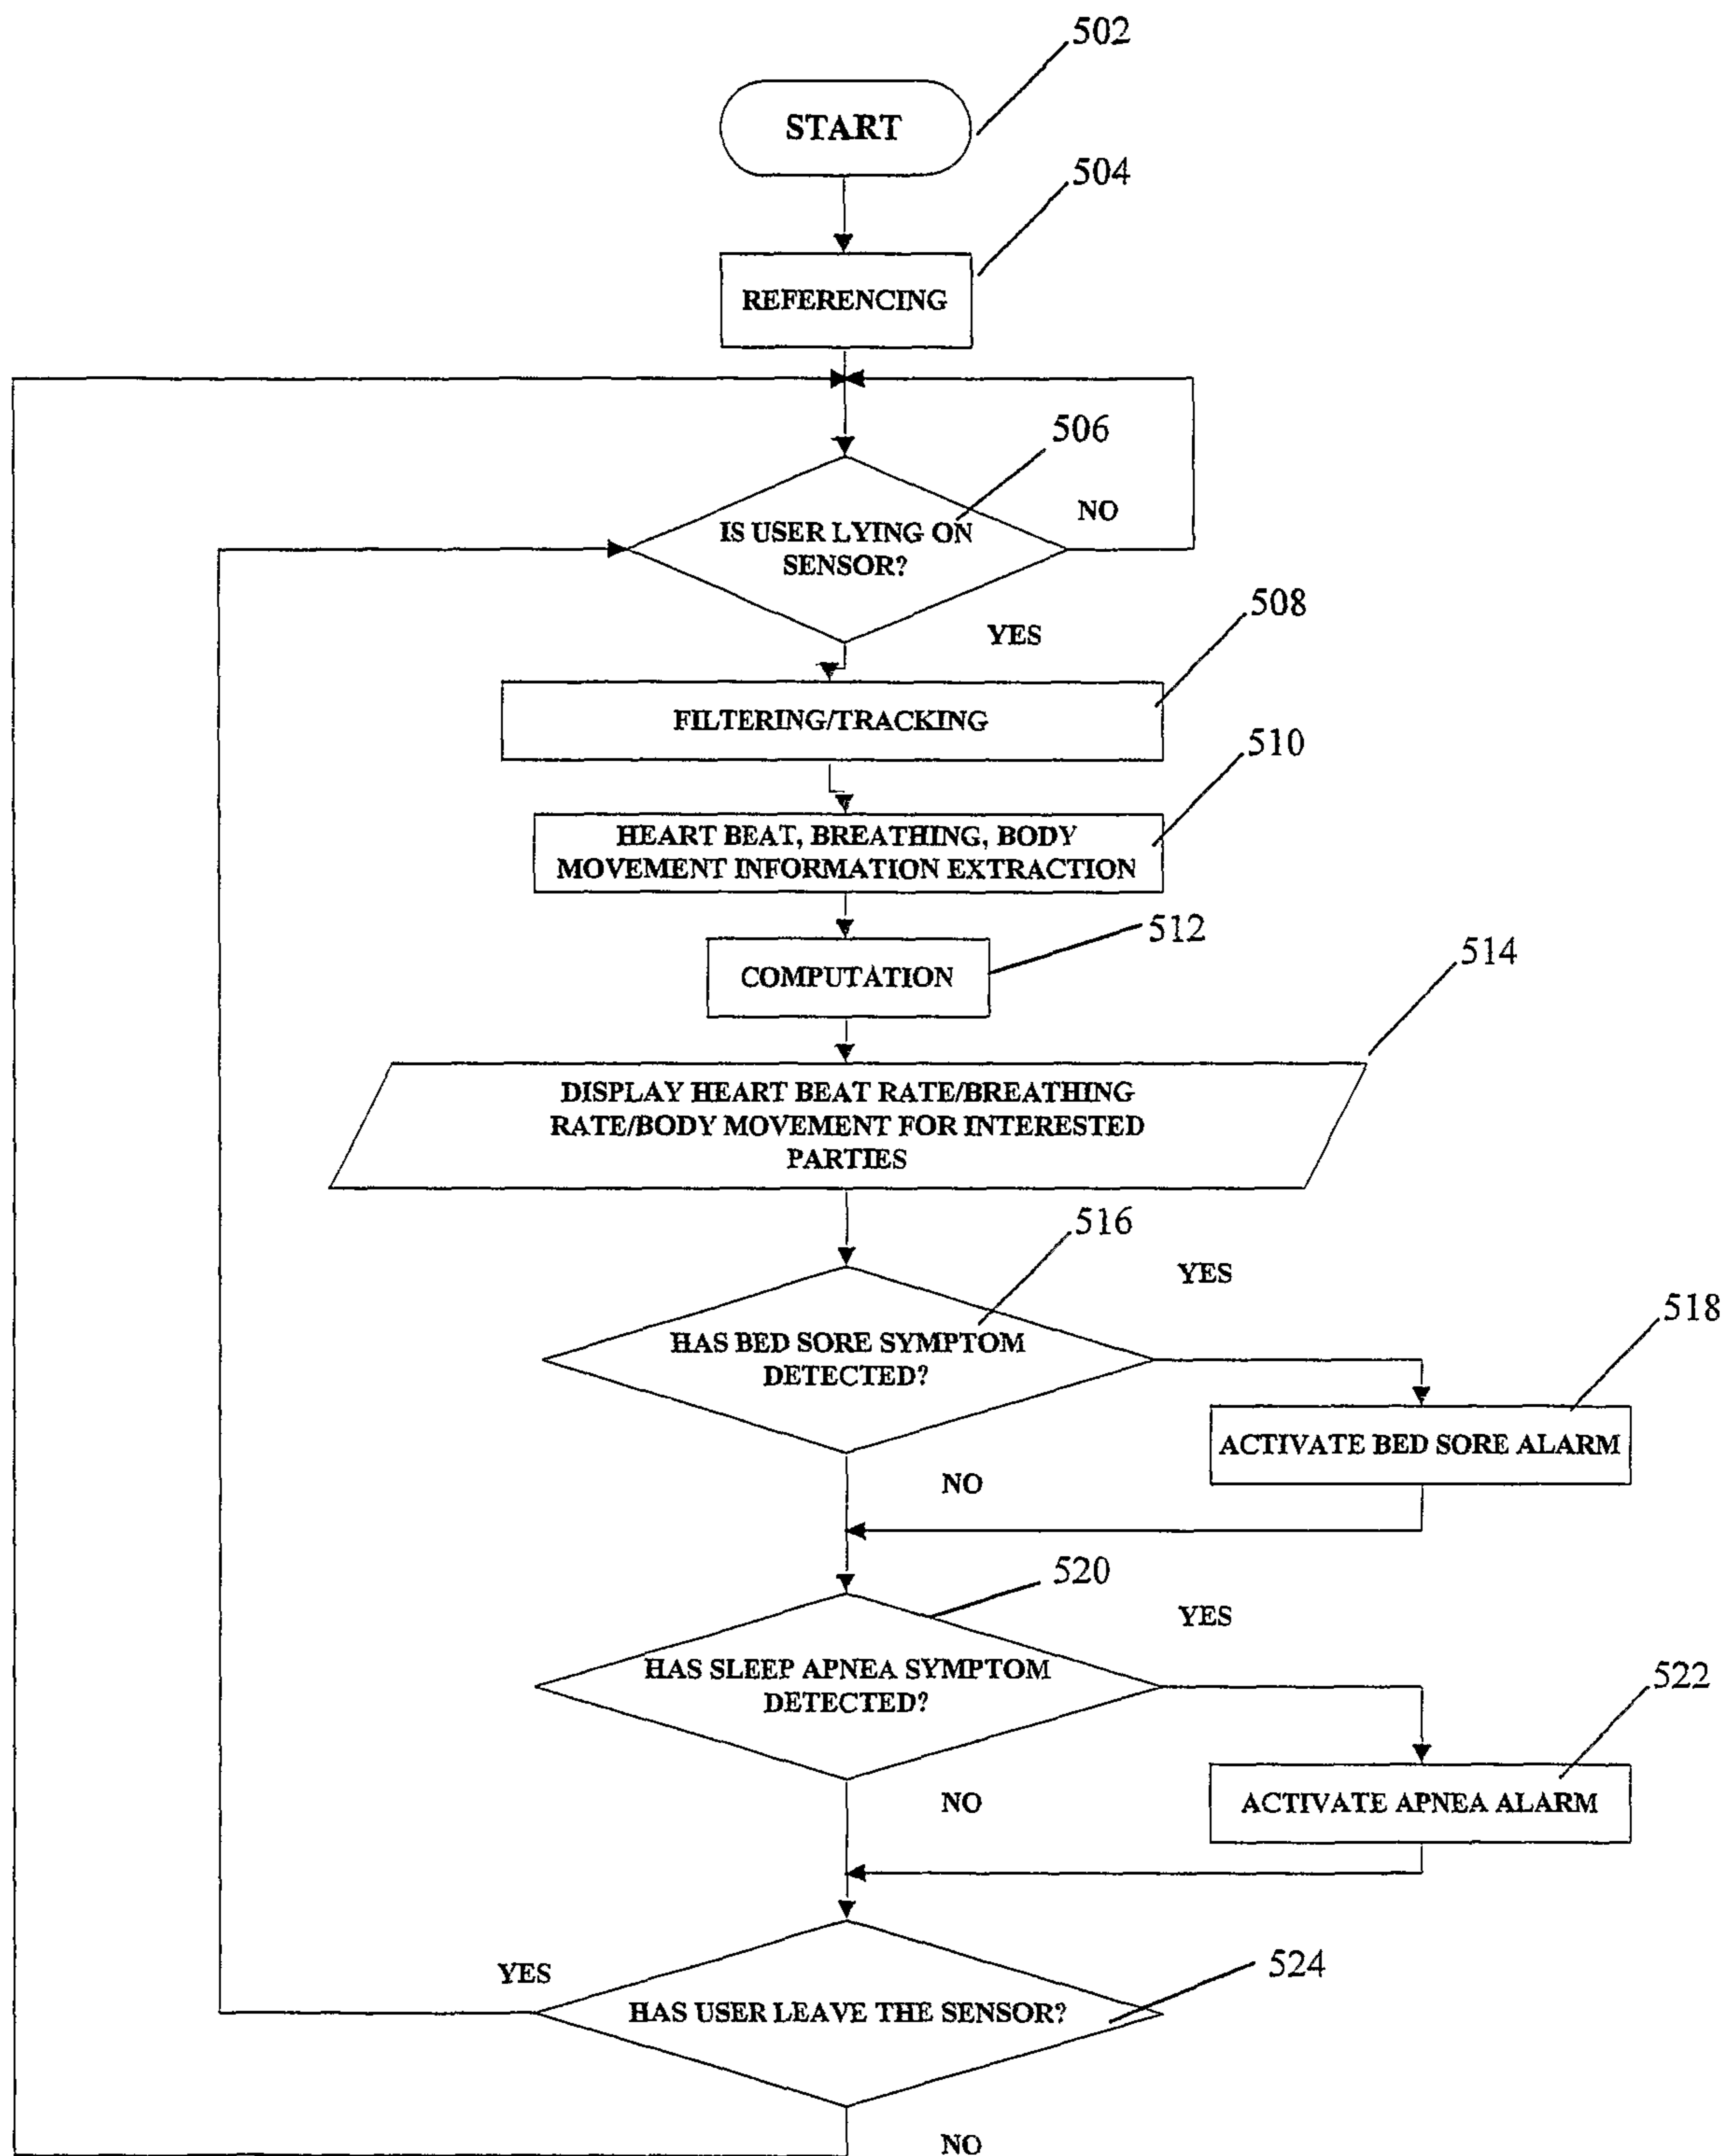 502
START
504
REFERENCING
506
IS USER LYING ON
SENSOR?
NO
YES
508
FILTERING/TRACKING
510
HEART BEAT, BREATHING, BODY
MOVEMENT INFORMATION EXTRACTION
512
COMPUTATION
514
DISPLAY HEART BEAT RATE/BREATHING
RATE/BODY MOVEMENT FOR INTERESTED
PARTIES
516
YES
HAS BED SORE SYMPTOM
DETECTED?
518
ACTIVATE BED SORE ALARM
NO
520
YES
HAS SLEEP APNEA SYMPTOM
DETECTED?
522
ACTIVATE APNEA ALARM
NO
YES
524
HAS USER LEAVE THE SENSOR?
NO